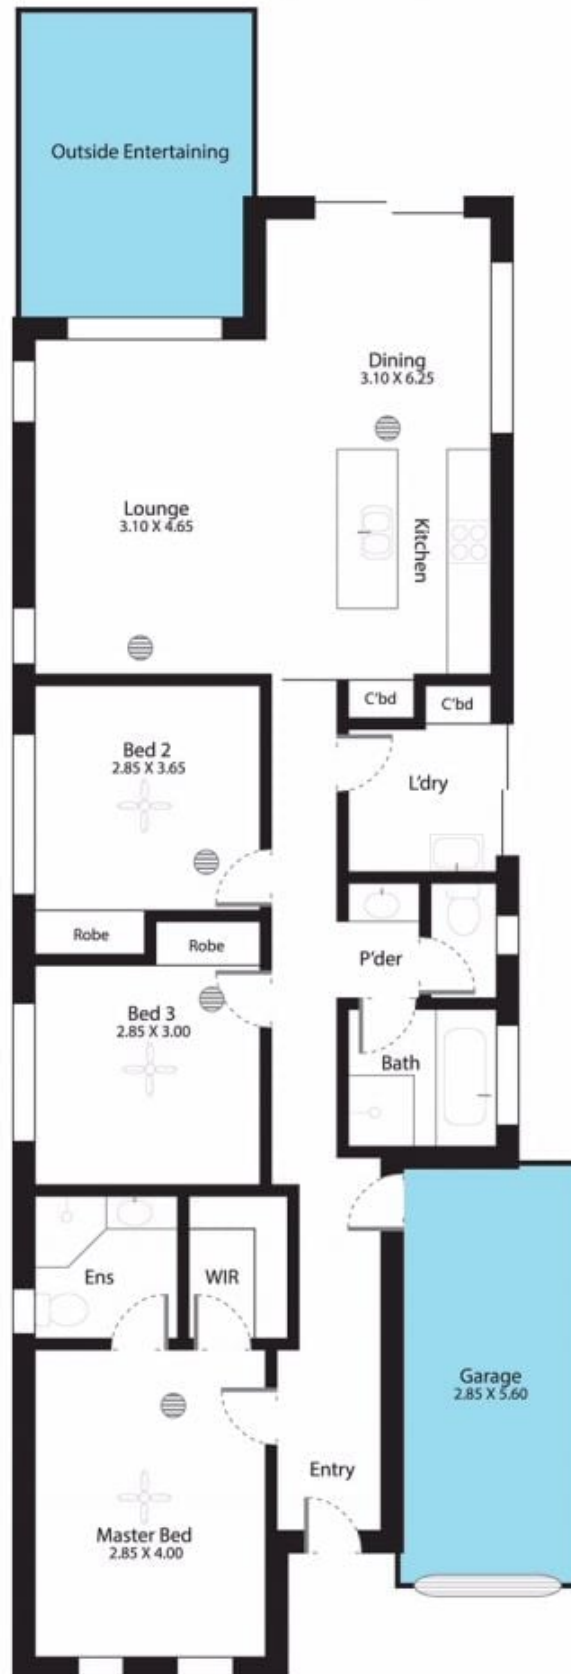 Outside Entertaining
Dining
3.10 X 6.25
Lounge
3.10 X 4.65
Kitchen
C'bd
C'bd
Bed 2
2.85 X 3.65
L'dry
Robe
Robe
P'der
Bed 3
2.85 X 3.00
Bath
Ens
WIR
Garage
2.85 X 5.60
Entry
Master Bed
2.85 X 4.00